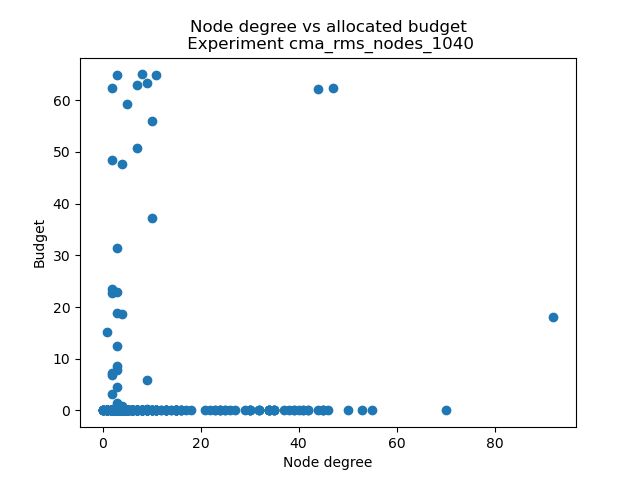 Node degree vs allocated budget
Experiment cma_rms_nodes_1040
Budget
60
50
40
30
20
10
0
0 20 40 60 80
Node degree